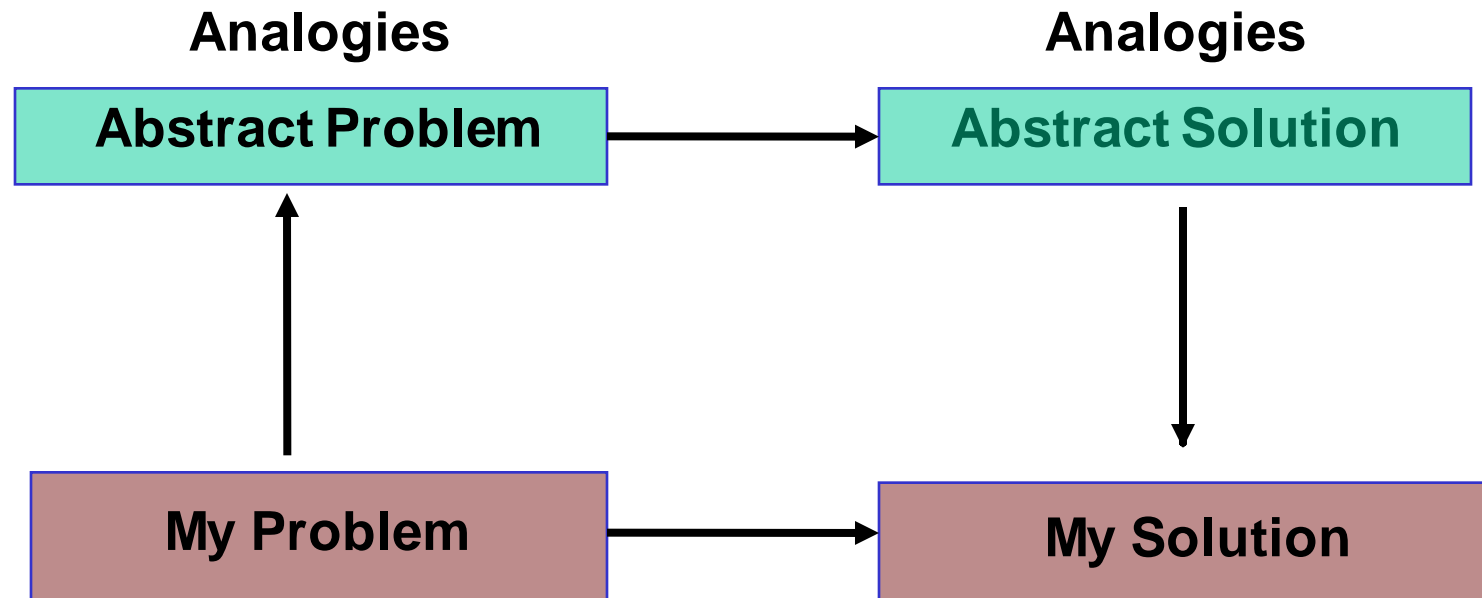 Analogies
Analogies
Abstract Problem
Abstract Solution
My Problem
My Solution